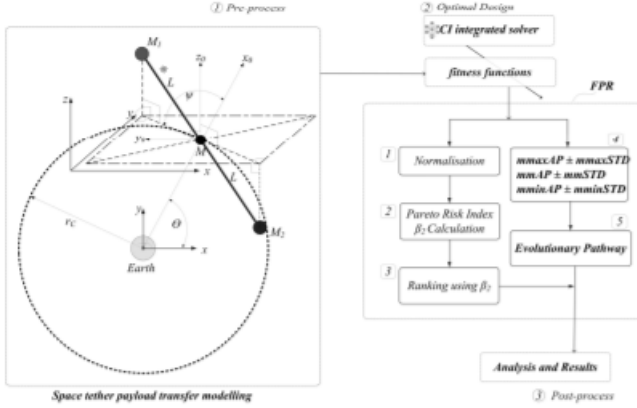 1 Pre-process
M1
L
ψ
z0
x0
z
y
y0
M
x
L
rC
y
Θ
x
M2
Earth
Space tether payload transfer modelling
2 Optimal Design
CI integrated solver
fitness functions
FPR
1
Normalisation
2
Pareto Risk Index
β2 Calculation
3
Ranking using β2
4
mmaxAP ± mmaxSTD
mmAP ± mmSTD
mminAP ± mminSTD
5
Evolutionary Pathway
Analysis and Results
3 Post-process